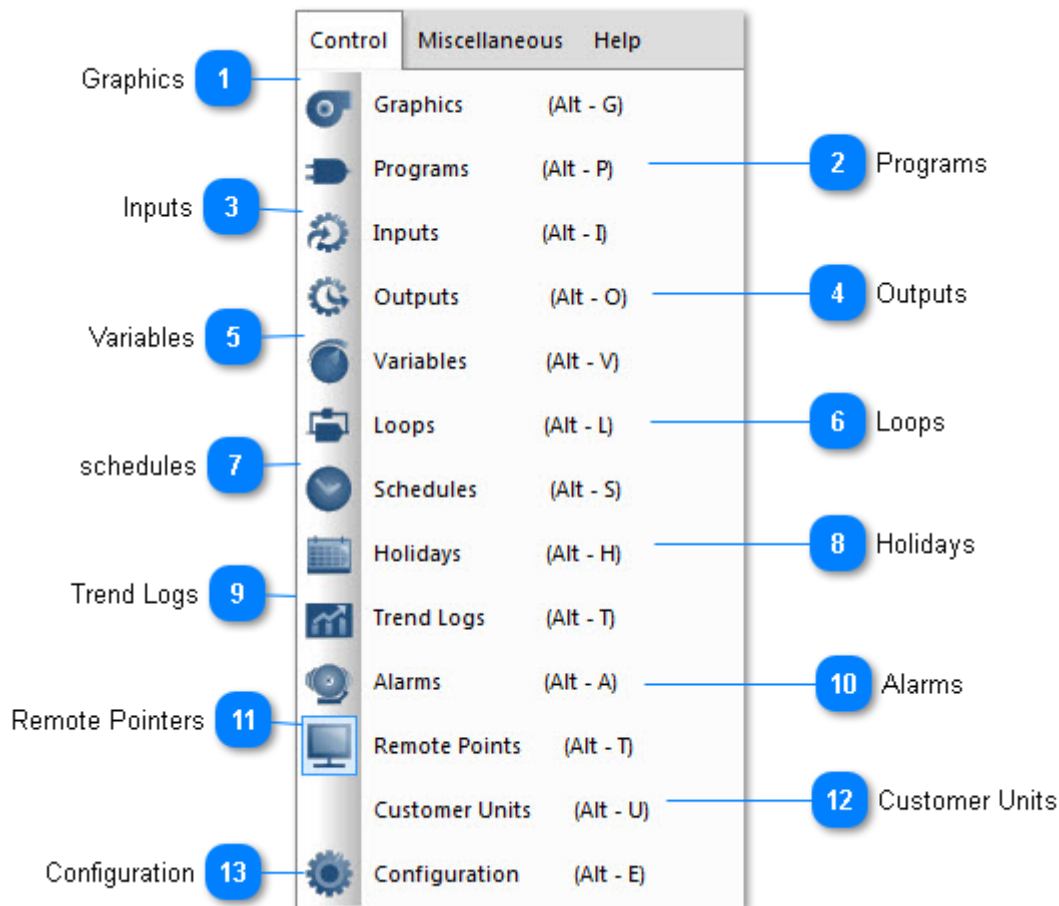 Control Miscellaneous Help
Graphics 1
Graphics (Alt - G)
Programs (Alt - P) 2 Programs
Inputs 3
Inputs (Alt - I)
Outputs (Alt - O) 4 Outputs
Variables 5
Variables (Alt - V)
Loops (Alt - L) 6 Loops
schedules 7
Schedules (Alt - S)
Holidays (Alt - H) 8 Holidays
Trend Logs 9
Trend Logs (Alt - T)
Alarms (Alt - A) 10 Alarms
Remote Pointers 11
Remote Points (Alt - T)
Customer Units (Alt - U) 12 Customer Units
Configuration 13 Configuration (Alt - E)